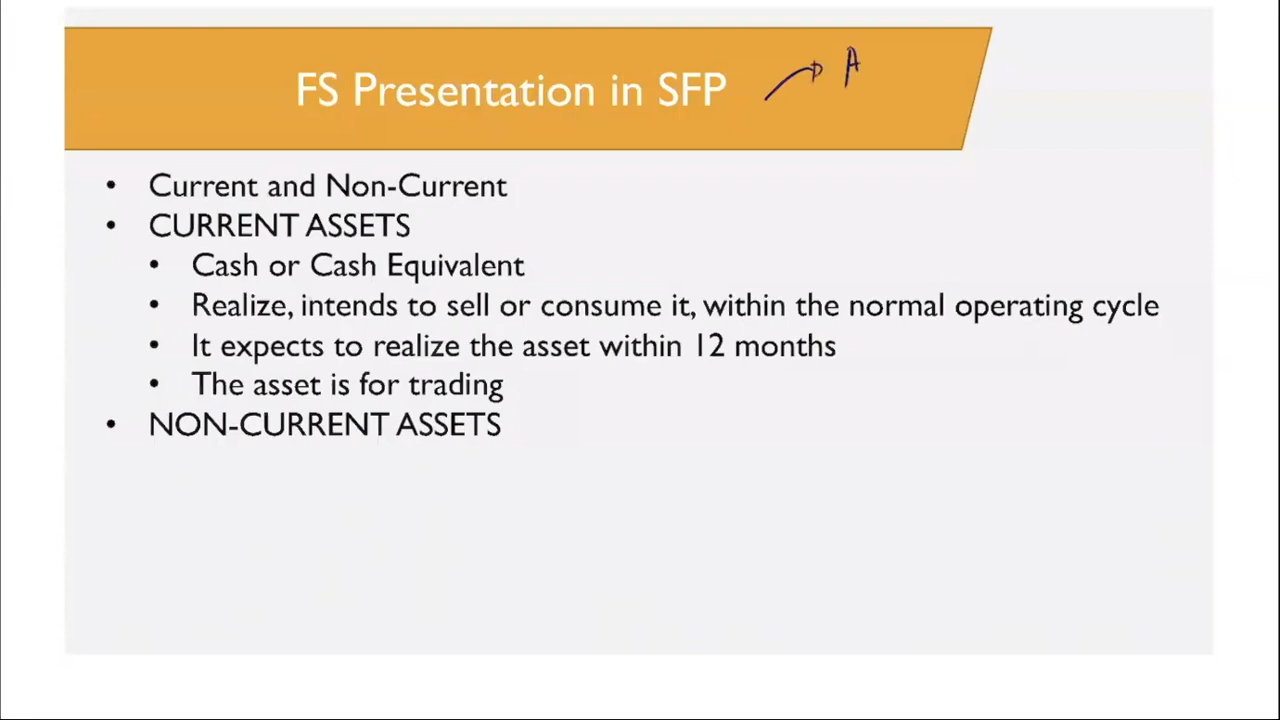 FS Presentation in SFP A
• Current and Non-Current
• CURRENT ASSETS
• Cash or Cash Equivalent
• Realize, intends to sell or consume it, within the normal operating cycle
• It expects to realize the asset within 12 months
• The asset is for trading
• NON-CURRENT ASSETS